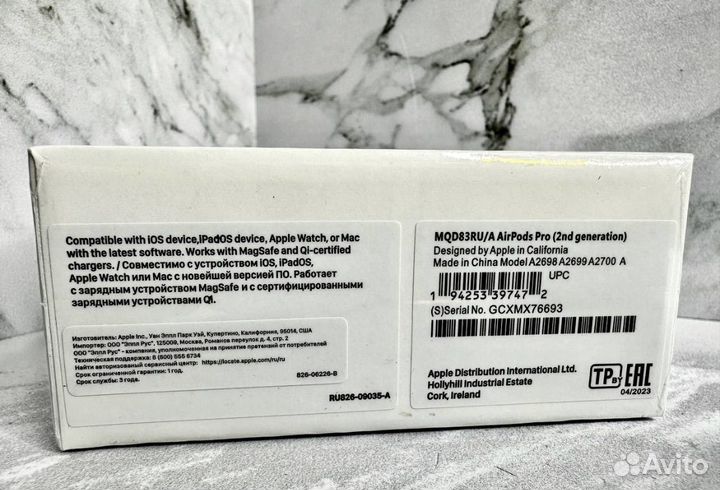 Compatible with iOS device,iPadOS device, Apple Watch, or Mac
with the latest software. Works with MagSafe and Qi-certified
chargers. / Совместимо с устройством iOS, iPadOS,
Apple Watch или Mac с новейшей версией ПО. Работает
с зарядным устройством MagSafe и с сертифицированными
зарядными устройствами Qi.
Изготовитель: Apple Inc., Уан Эппл Парк Уэй, Купертино, Калифорния, 95014, США
Импортер: ООО "Эппл Рус", 125009, Москва, Романов переулок д. 4, стр. 2
ООО "Эппл Рус" - компания, уполномоченная на принятие претензий от потребителей
Техническая поддержка: 8 (800) 555 6734
Найти авторизованый сервисный центр: https://locate.apple.com/ru/ru
Срок ограниченной гарантии: 1 год.
Срок службы: 3 года.
826-06226-B
RU826-09035-A
MQD83RU/A AirPods Pro (2nd generation)
Designed by Apple in California
Made in China Model A2698 A2699 A2700 A
UPC
1 94253 39747 2
(S)Serial No. GCXMX76693
Apple Distribution International Ltd.
Hollyhill Industrial Estate
Cork, Ireland
TP BY EAC
04/2023
Avito